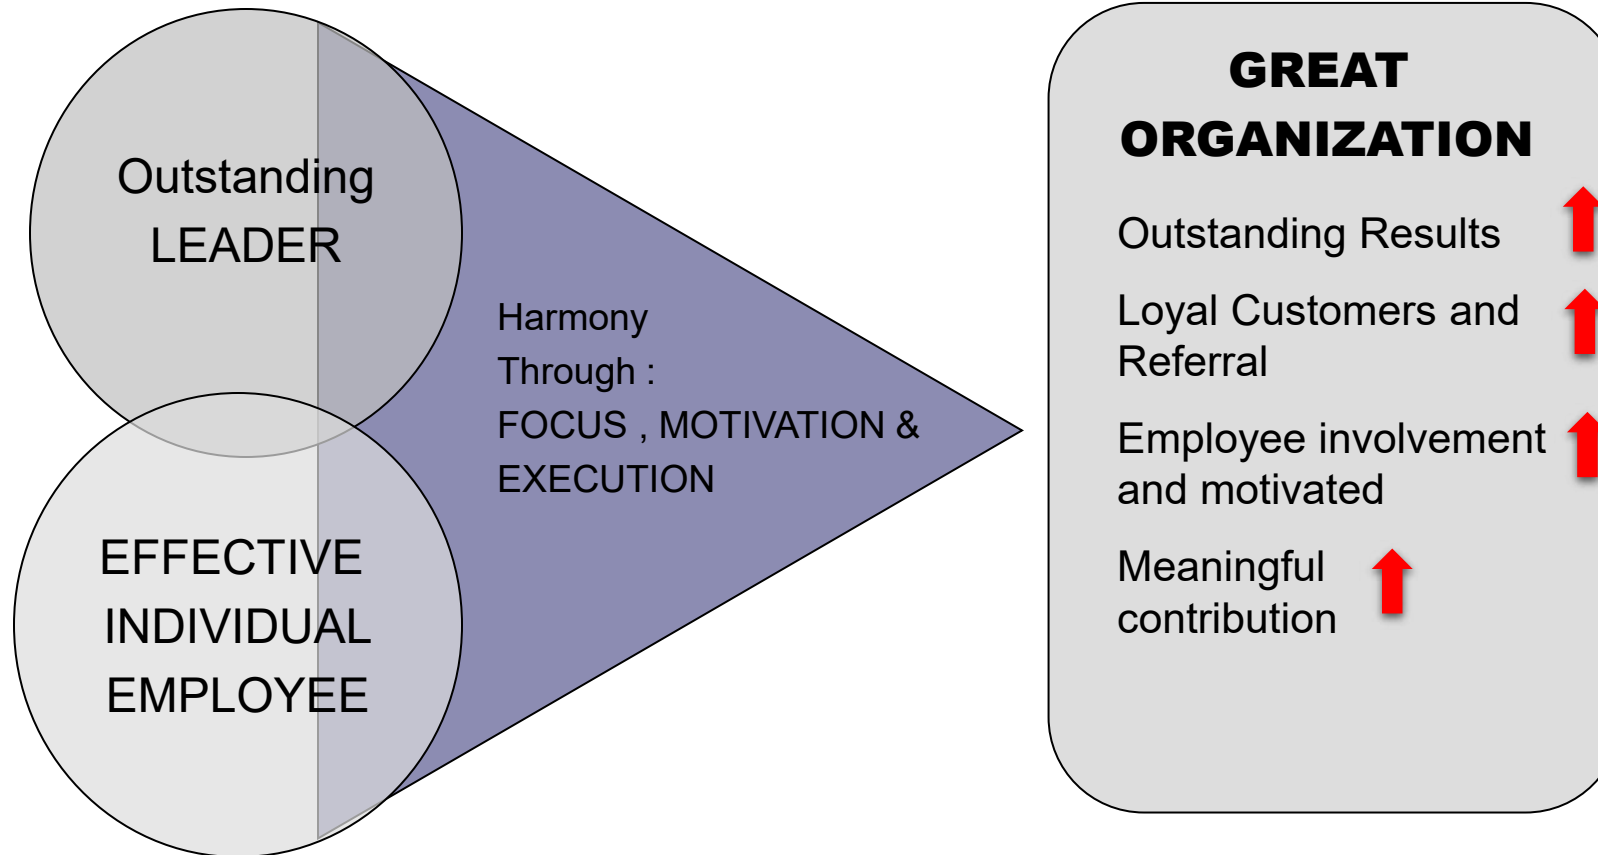 Outstanding
LEADER
EFFECTIVE
INDIVIDUAL
EMPLOYEE
Harmony
Through :
FOCUS , MOTIVATION &
EXECUTION
GREAT
ORGANIZATION
Outstanding Results
Loyal Customers and
Referral
Employee involvement
and motivated
Meaningful
contribution